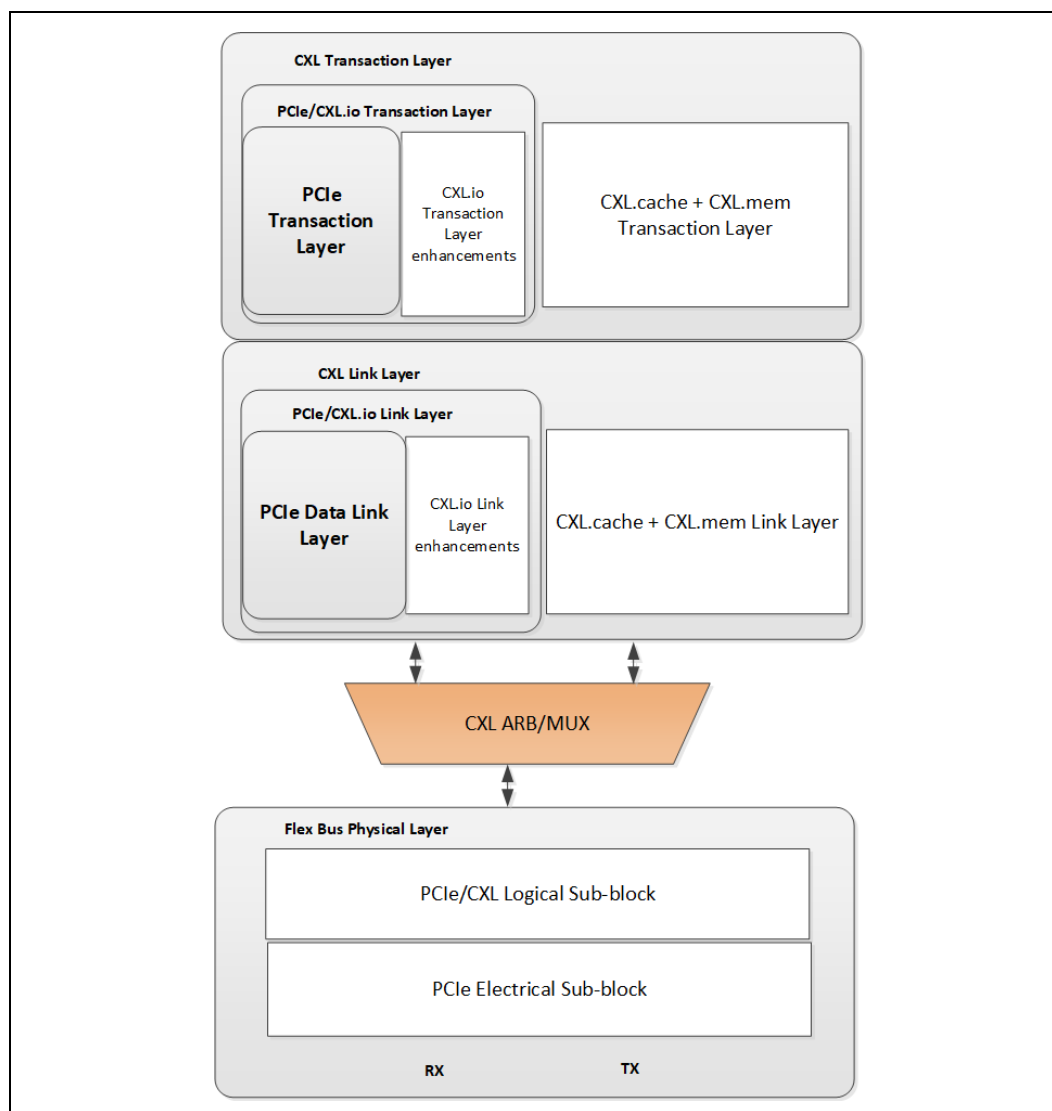 CXL Transaction Layer
PCIe/CXL.io Transaction Layer
PCIe
Transaction
Layer
CXL.io
Transaction
Layer
enhancements
CXL.cache + CXL.mem
Transaction Layer
CXL Link Layer
PCIe/CXL.io Link Layer
PCIe Data Link
Layer
CXL.io Link
Layer
enhancements
CXL.cache + CXL.mem Link Layer
CXL ARB/MUX
Flex Bus Physical Layer
PCIe/CXL Logical Sub-block
PCIe Electrical Sub-block
RX
TX